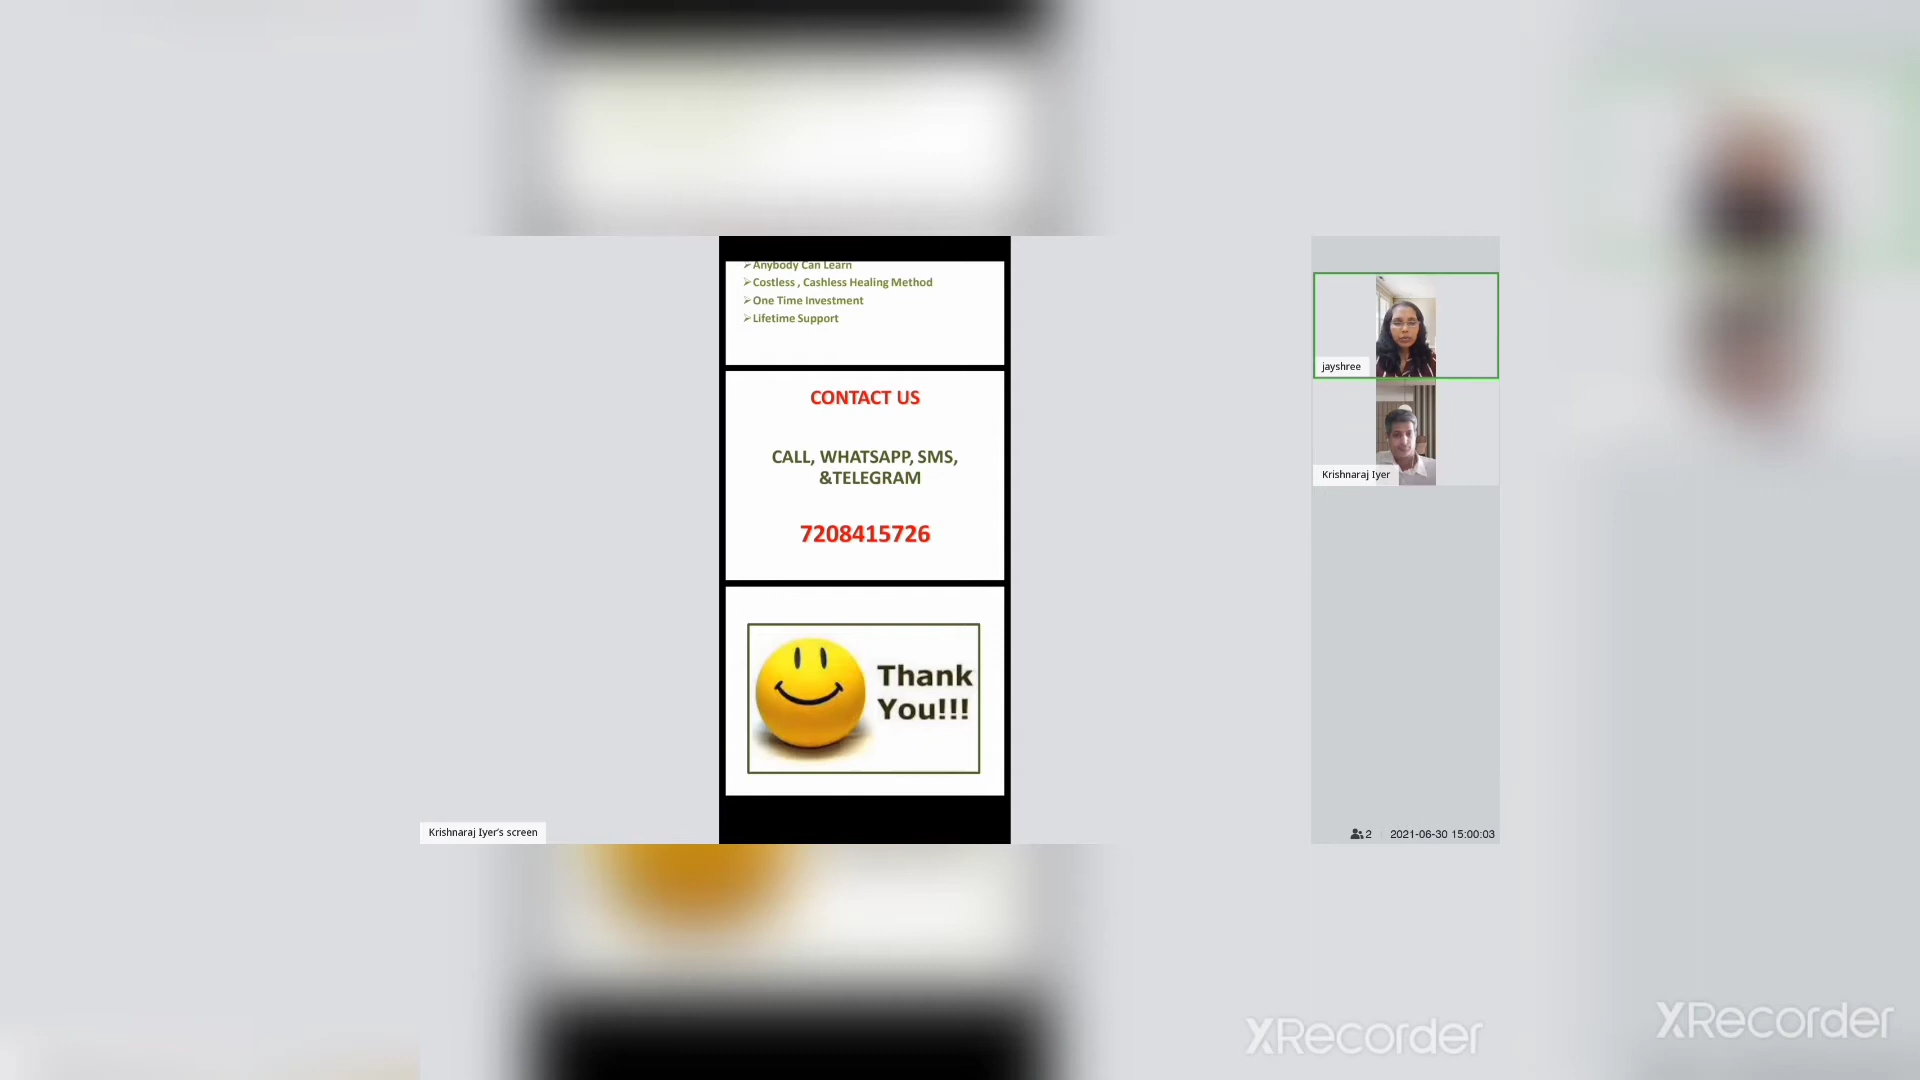 ➢Anybody Can Learn
➢Costless , Cashless Healing Method
➢One Time Investment
➢Lifetime Support
CONTACT US
CALL, WHATSAPP, SMS,
&TELEGRAM
7208415726
Thank
You!!!
jayshree
Krishnaraj Iyer
Krishnaraj Iyer's screen
2
2021-06-30 15:00:03
XRecorder
XRecorder